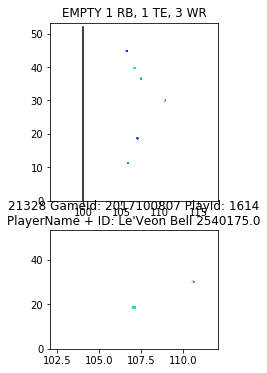 EMPTY 1 RB, 1 TE, 3 WR
50
40
30
20
10
0
100 105 110 115
21328 GameId: 2017100807 PlayId: 1614
PlayerName + ID: Le'Veon Bell 2540175.0
40
20
0
102.5 105.0 107.5 110.0